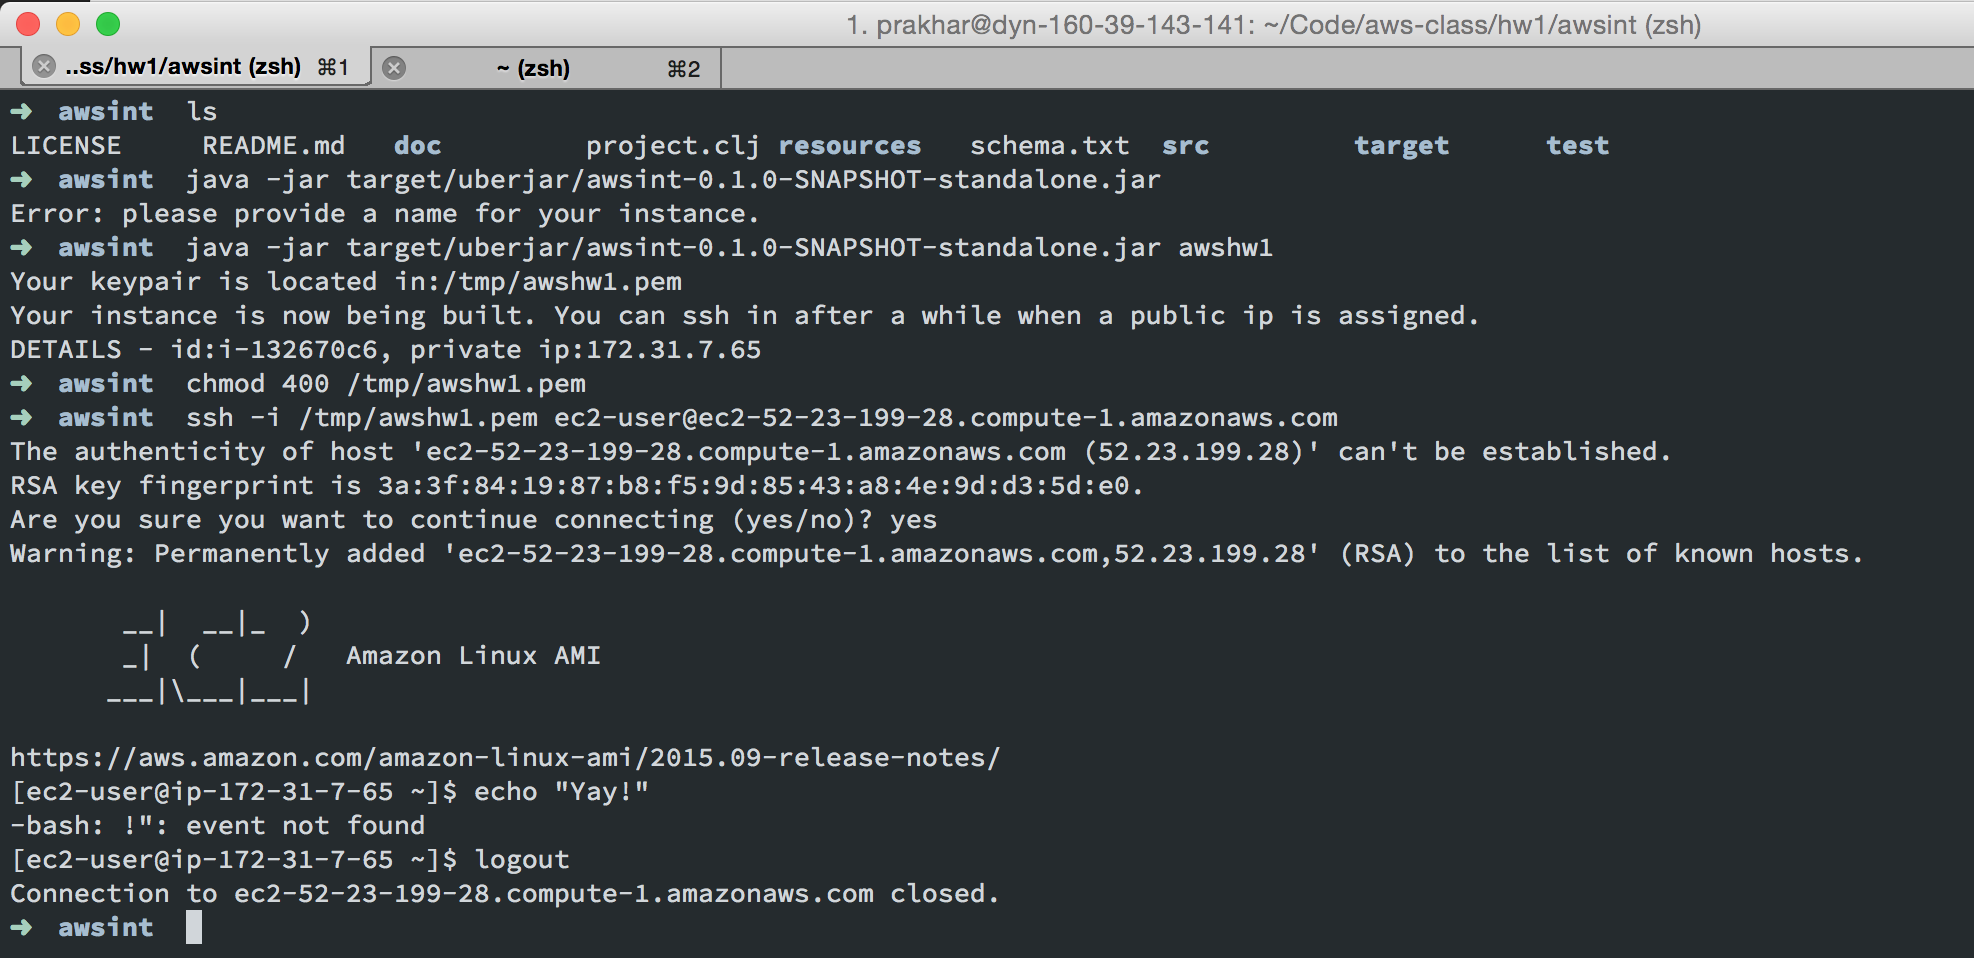 1. prakhar@dyn-160-39-143-141: ~/Code/aws-class/hw1/awsint (zsh)
..ss/hw1/awsint (zsh) ⌘1 ~ (zsh) ⌘2
➜  awsint  ls
LICENSE     README.md   doc         project.clj resources   schema.txt  src         target      test
➜  awsint  java -jar target/uberjar/awsint-0.1.0-SNAPSHOT-standalone.jar
Error: please provide a name for your instance.
➜  awsint  java -jar target/uberjar/awsint-0.1.0-SNAPSHOT-standalone.jar awshw1
Your keypair is located in:/tmp/awshw1.pem
Your instance is now being built. You can ssh in after a while when a public ip is assigned.
DETAILS - id:i-132670c6, private ip:172.31.7.65
➜  awsint  chmod 400 /tmp/awshw1.pem
➜  awsint  ssh -i /tmp/awshw1.pem ec2-user@ec2-52-23-199-28.compute-1.amazonaws.com
The authenticity of host 'ec2-52-23-199-28.compute-1.amazonaws.com (52.23.199.28)' can't be established.
RSA key fingerprint is 3a:3f:84:19:87:b8:f5:9d:85:43:a8:4e:9d:d3:5d:e0.
Are you sure you want to continue connecting (yes/no)? yes
Warning: Permanently added 'ec2-52-23-199-28.compute-1.amazonaws.com,52.23.199.28' (RSA) to the list of known hosts.
       __|  __|_  )
       _|  (     /   Amazon Linux AMI
      ___|\___|___|
https://aws.amazon.com/amazon-linux-ami/2015.09-release-notes/
[ec2-user@ip-172-31-7-65 ~]$ echo "Yay!"
-bash: !": event not found
[ec2-user@ip-172-31-7-65 ~]$ logout
Connection to ec2-52-23-199-28.compute-1.amazonaws.com closed.
➜  awsint